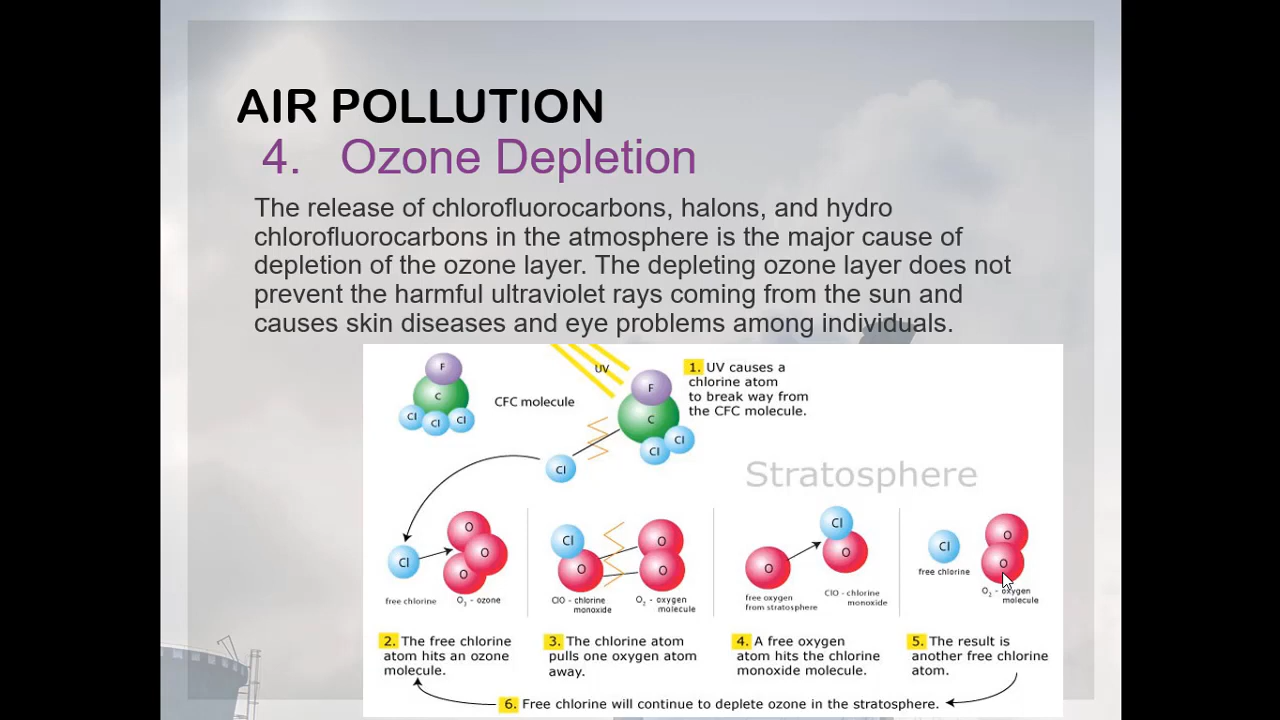 AIR POLLUTION
4. Ozone Depletion
The release of chlorofluorocarbons, halons, and hydro
chlorofluorocarbons in the atmosphere is the major cause of
depletion of the ozone layer. The depleting ozone layer does not
prevent the harmful ultraviolet rays coming from the sun and
causes skin diseases and eye problems among individuals.
F
C
Cl
Cl
Cl
CFC molecule
UV
F
C
Cl
Cl
Cl
1. UV causes a
chlorine atom
to break way from
the CFC molecule.
Stratosphere
Cl
O
O
O
free chlorine
O3 - ozone
2. The free chlorine
atom hits an ozone
molecule.
Cl
O
O
O
ClO - chlorine
monoxide
O2 - oxygen
molecule
3. The chlorine atom
pulls one oxygen atom
away.
O
Cl
O
free oxygen
from stratosphere
ClO - chlorine
monoxide
4. A free oxygen
atom hits the chlorine
monoxide molecule.
Cl
O
O
free chlorine
O2 - oxygen
molecule
5. The result is
another free chlorine
atom.
6. Free chlorine will continue to deplete ozone in the stratosphere.